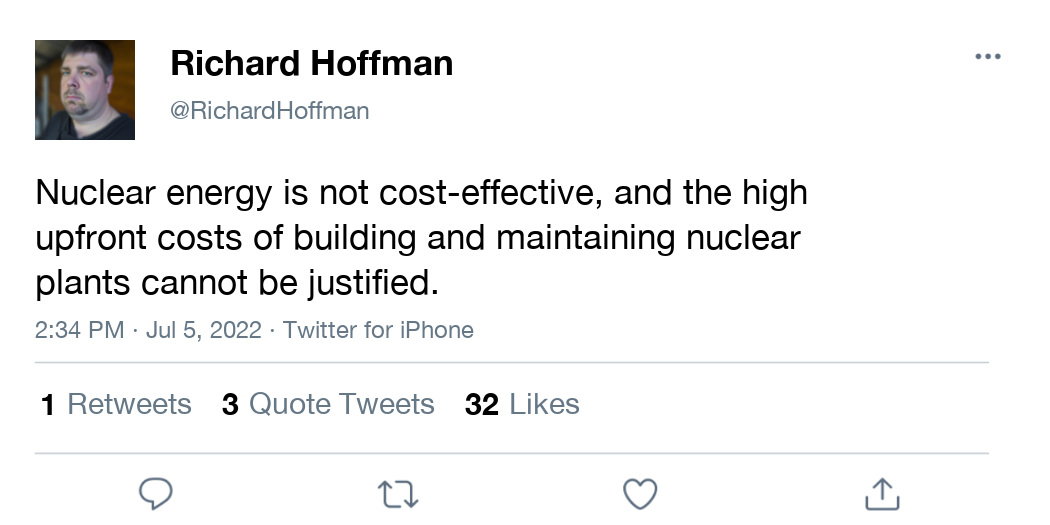 Richard Hoffman
@RichardHoffman
Nuclear energy is not cost-effective, and the high
upfront costs of building and maintaining nuclear
plants cannot be justified.
2:34 PM · Jul 5, 2022 · Twitter for iPhone
1 Retweets 3 Quote Tweets 32 Likes